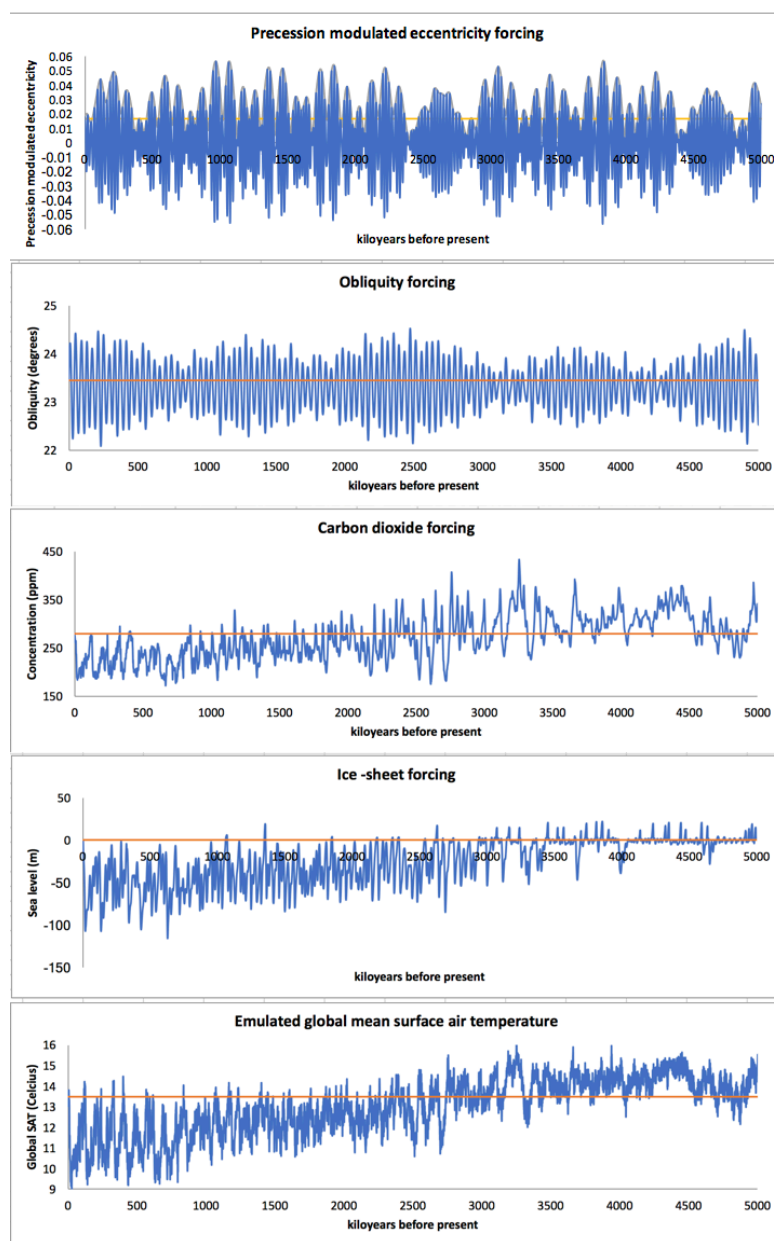 Precession modulated eccentricity forcing
0.06
0.05
0.04
0.03
0.02
0.01
0
-0.01
-0.02
-0.03
-0.04
-0.05
-0.06
Precession modulated eccentricity
0 500 1000 1500 2000 2500 3000 3500 4000 4500 5000
kiloyears before present
Obliquity forcing
25
24
23
22
Obliquity (degrees)
0 500 1000 1500 2000 2500 3000 3500 4000 4500 5000
kiloyears before present
Carbon dioxide forcing
450
350
250
150
Concentration (ppm)
0 500 1000 1500 2000 2500 3000 3500 4000 4500 5000
kiloyears before present
Ice -sheet forcing
50
0
-50
-100
-150
Sea level (m)
0 500 1000 1500 2000 2500 3000 3500 4000 4500 5000
kiloyears before present
Emulated global mean surface air temperature
16
15
14
13
12
11
10
9
Global SAT (Celcius)
0 500 1000 1500 2000 2500 3000 3500 4000 4500 5000
kiloyears before present